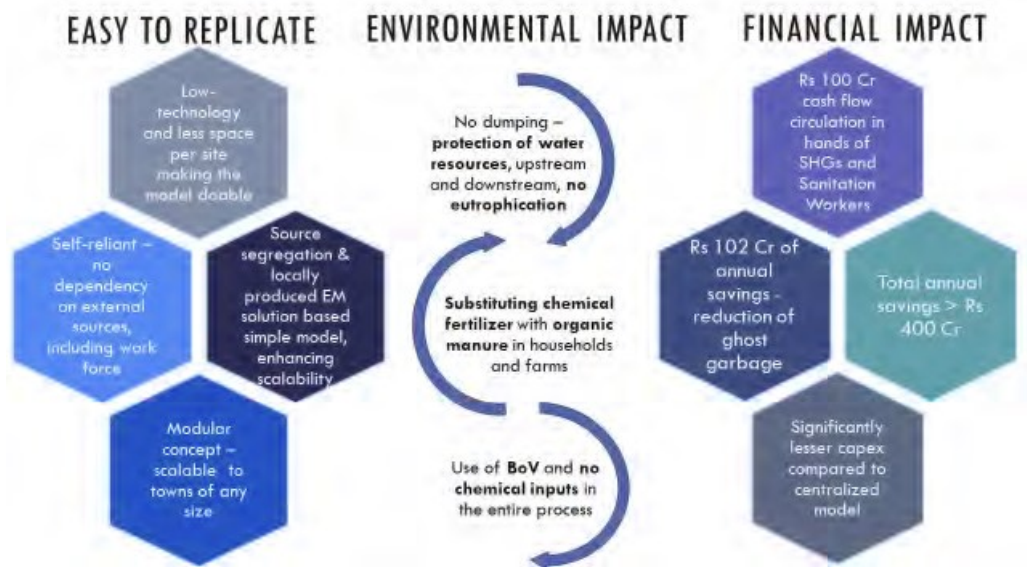 EASY TO REPLICATE
Low-
technology
and less space
per site
making the
model doable
Self-reliant –
no
dependency
on external
sources,
including work
force
Source
segregation &
locally
produced EM
solution based
simple model,
enhancing
scalability
Modular
concept –
scalable to
towns of any
size
ENVIRONMENTAL IMPACT
No dumping –
protection of water
resources, upstream
and downstream, no
eutrophication
Substituting chemical
fertilizer with organic
manure in households
and farms
Use of BoV and no
chemical inputs in
the entire process
FINANCIAL IMPACT
Rs 100 Cr
cash flow
circulation in
hands of
SHGs and
Sanitation
Workers
Rs 102 Cr of
annual
savings -
reduction of
ghost
garbage
Total annual
savings > Rs
400 Cr
Significantly
lesser capex
compared to
centralized
model